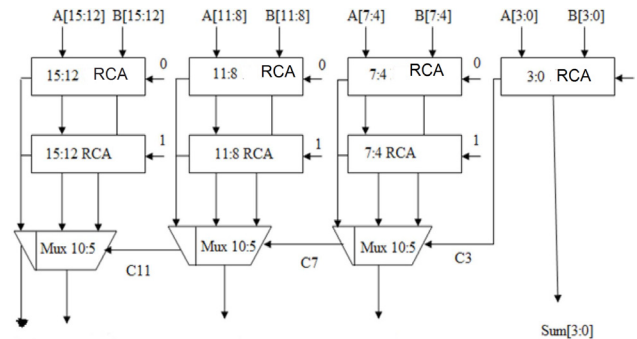 A[15:12] B[15:12] A[11:8] B[11:8] A[7:4] B[7:4] A[3:0] B[3:0]
15:12 RCA 0 11:8 RCA 0 7:4 RCA 0 3:0 RCA
15:12 RCA 1 11:8 RCA 1 7:4 RCA 1
Mux 10:5 C11 Mux 10:5 C7 Mux 10:5 C3
Sum[3:0]